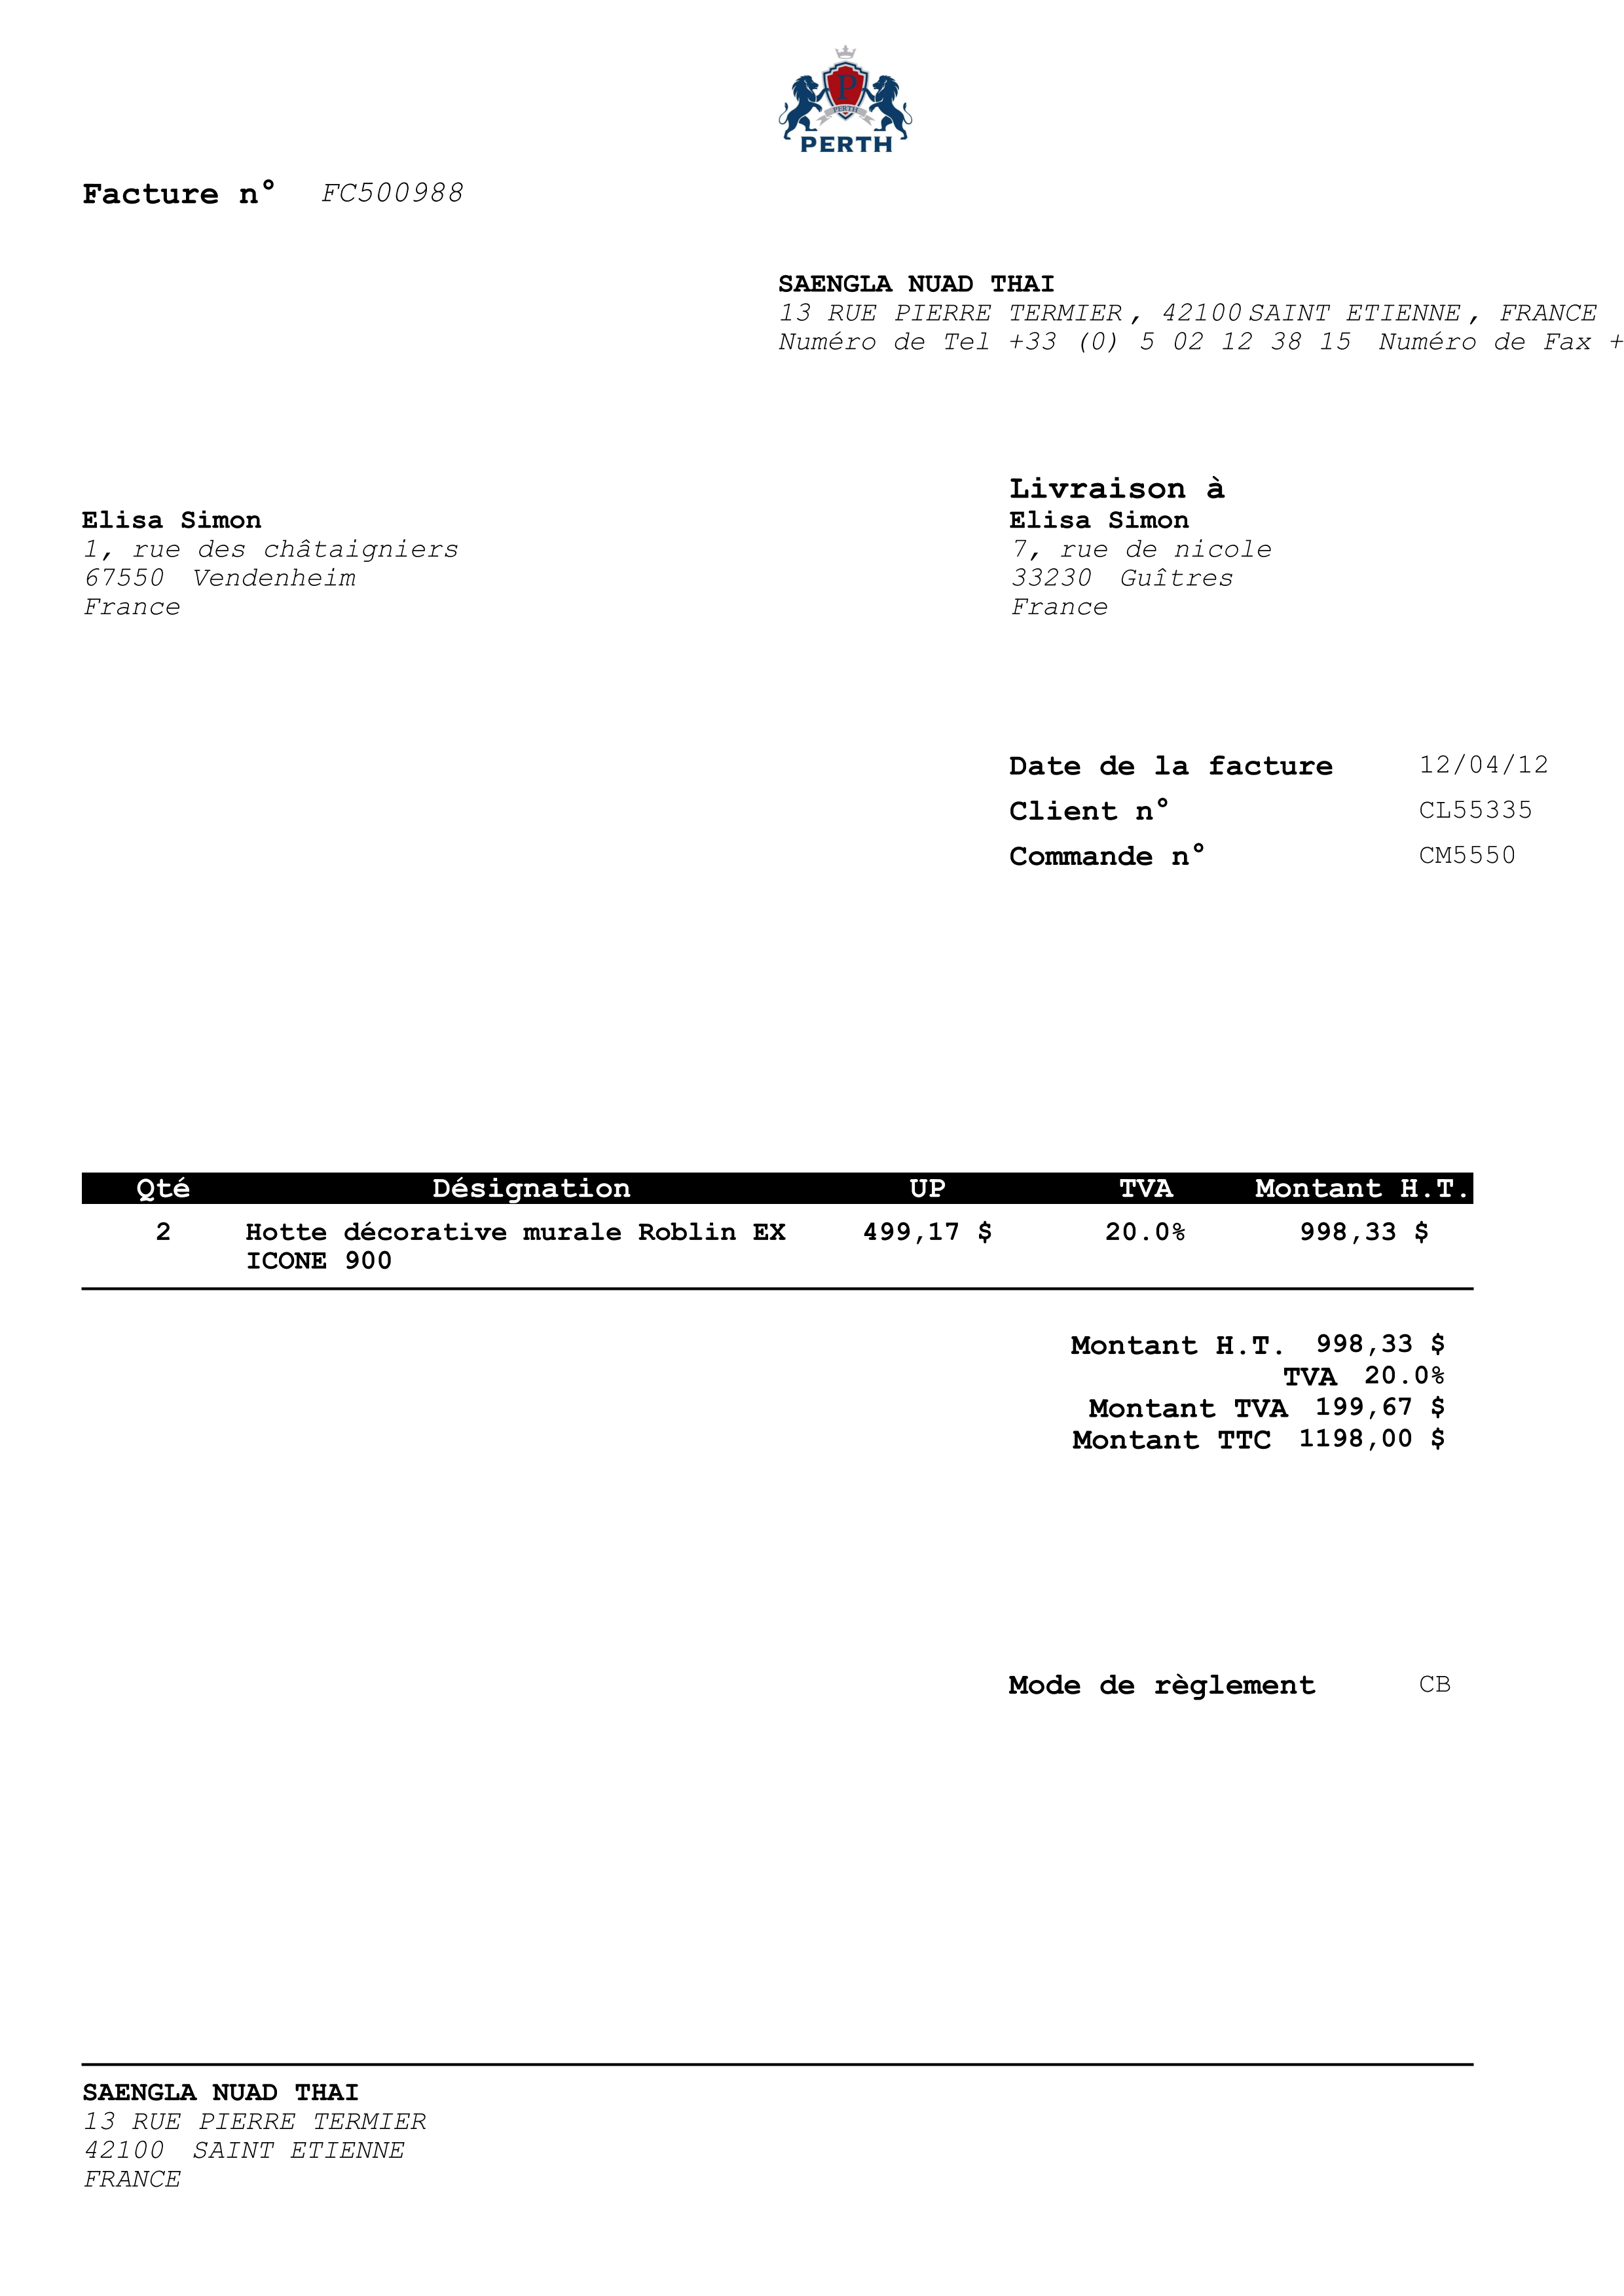 P
PERTH
PERTH
Facture n° FC500988
SAENGLA NUAD THAI
13 RUE PIERRE TERMIER, 42100 SAINT ETIENNE, FRANCE
Numéro de Tel +33 (0) 5 02 12 38 15 Numéro de Fax +
Elisa Simon
1, rue des châtaigniers
67550 Vendenheim
France
Livraison à
Elisa Simon
7, rue de nicole
33230 Guîtres
France
Date de la facture 12/04/12
Client n° CL55335
Commande n° CM5550
Qté Désignation UP TVA Montant H.T.
2 Hotte décorative murale Roblin EX 499,17 $ 20.0% 998,33 $
ICONE 900
Montant H.T. 998,33 $
TVA 20.0%
Montant TVA 199,67 $
Montant TTC 1198,00 $
Mode de règlement CB
SAENGLA NUAD THAI
13 RUE PIERRE TERMIER
42100 SAINT ETIENNE
FRANCE